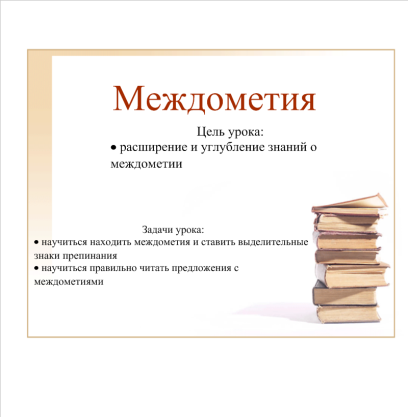 Междометия
Цель урока:
• расширение и углубление знаний о
междометии
Задачи урока:
• научиться находить междометия и ставить выделительные
знаки препинания
• научиться правильно читать предложения с
междометиями